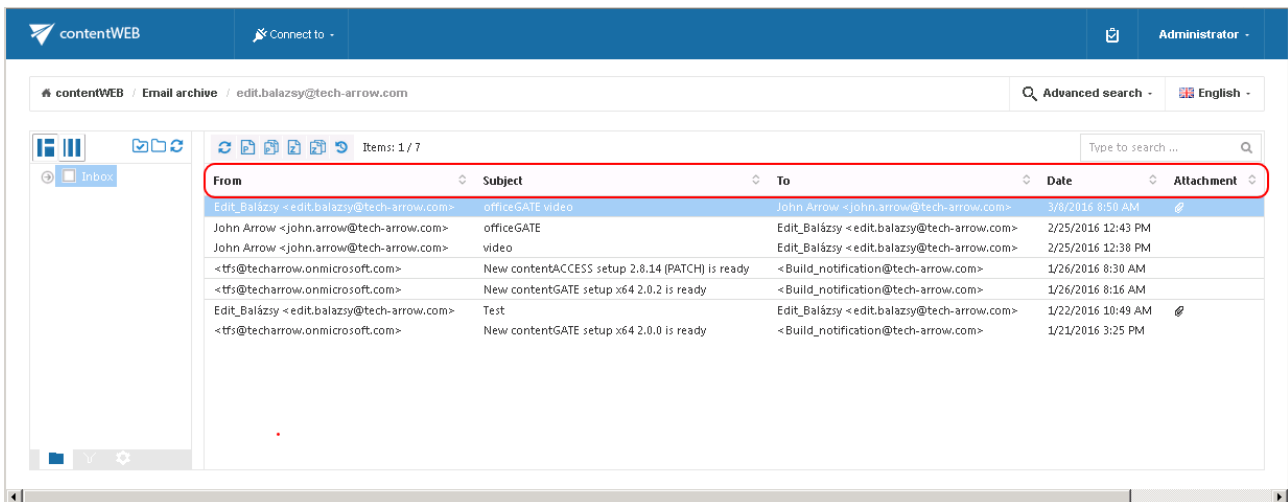 contentWEB Connect to Administrator
contentWEB / Email archive / edit.balazsy@tech-arrow.com Advanced search English
Items: 1 / 7 Type to search ...
Inbox
From Subject To Date Attachment
Edit_Balázsy <edit.balazsy@tech-arrow.com> officeGATE video John Arrow <john.arrow@tech-arrow.com> 3/8/2016 8:50 AM
John Arrow <john.arrow@tech-arrow.com> officeGATE Edit_Balázsy <edit.balazsy@tech-arrow.com> 2/25/2016 12:43 PM
John Arrow <john.arrow@tech-arrow.com> video Edit_Balázsy <edit.balazsy@tech-arrow.com> 2/25/2016 12:38 PM
<tfs@techarrow.onmicrosoft.com> New contentACCESS setup 2.8.14 (PATCH) is ready <Build_notification@tech-arrow.com> 1/26/2016 8:30 AM
<tfs@techarrow.onmicrosoft.com> New contentGATE setup x64 2.0.2 is ready <Build_notification@tech-arrow.com> 1/26/2016 8:16 AM
Edit_Balázsy <edit.balazsy@tech-arrow.com> Test Edit_Balázsy <edit.balazsy@tech-arrow.com> 1/22/2016 10:49 AM
<tfs@techarrow.onmicrosoft.com> New contentGATE setup x64 2.0.0 is ready <Build_notification@tech-arrow.com> 1/21/2016 3:25 PM